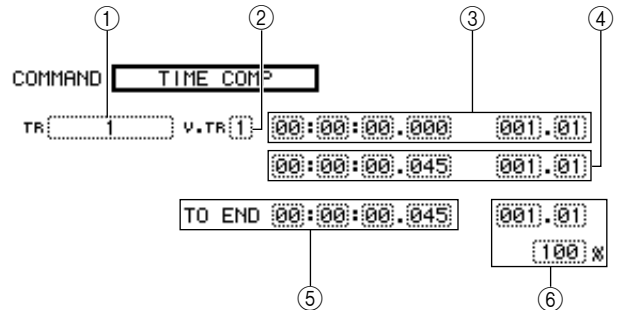 ① ② ③ ④
COMMAND TIME COMP
TR 1 V.TR 1 00:00:00.000 001.01
00:00:00.045 001.01
TO END 00:00:00.045 001.01
100 %
⑤ ⑥